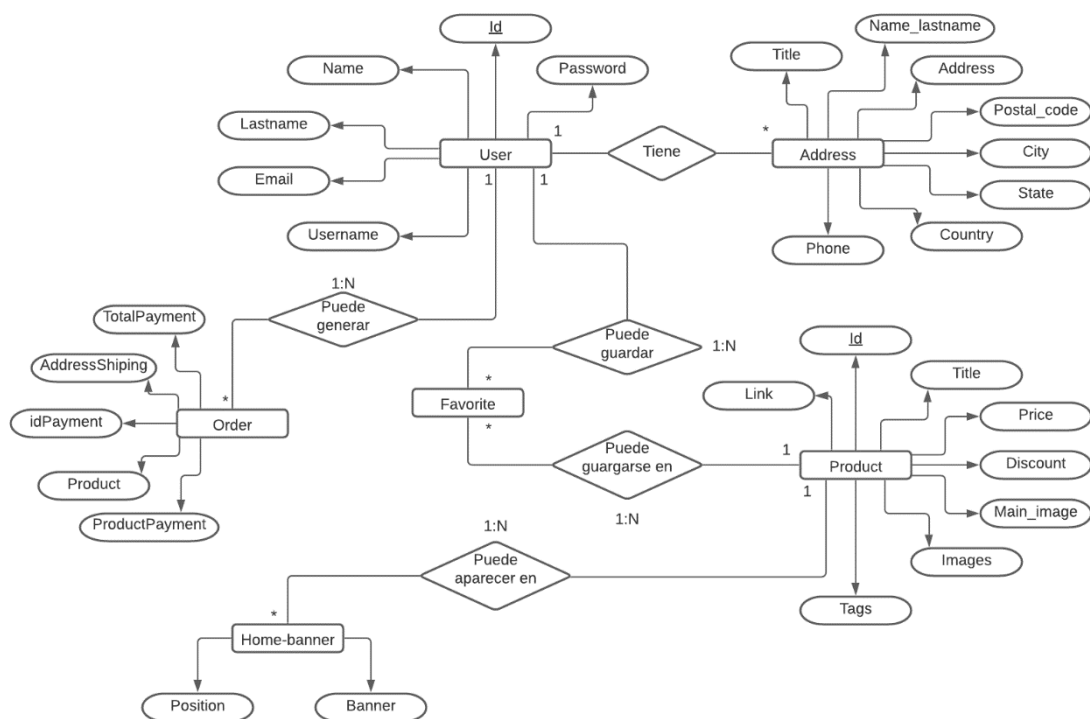 Id
Name_lastname
Name
Password
Title
Address
Postal_code
Lastname
1
*
User
Tiene
Address
City
Email
1
1
State
Username
Phone
Country
1:N
Puede
generar
TotalPayment
Puede
guardar
1:N
Id
Title
AddressShiping
*
Link
Favorite
*
*
Price
idPayment
Order
Puede
guargarse en
1
Product
Discount
Product
1
ProductPayment
1:N
Main_image
1:N
Images
Puede
aparecer en
Tags
*
Home-banner
Position
Banner